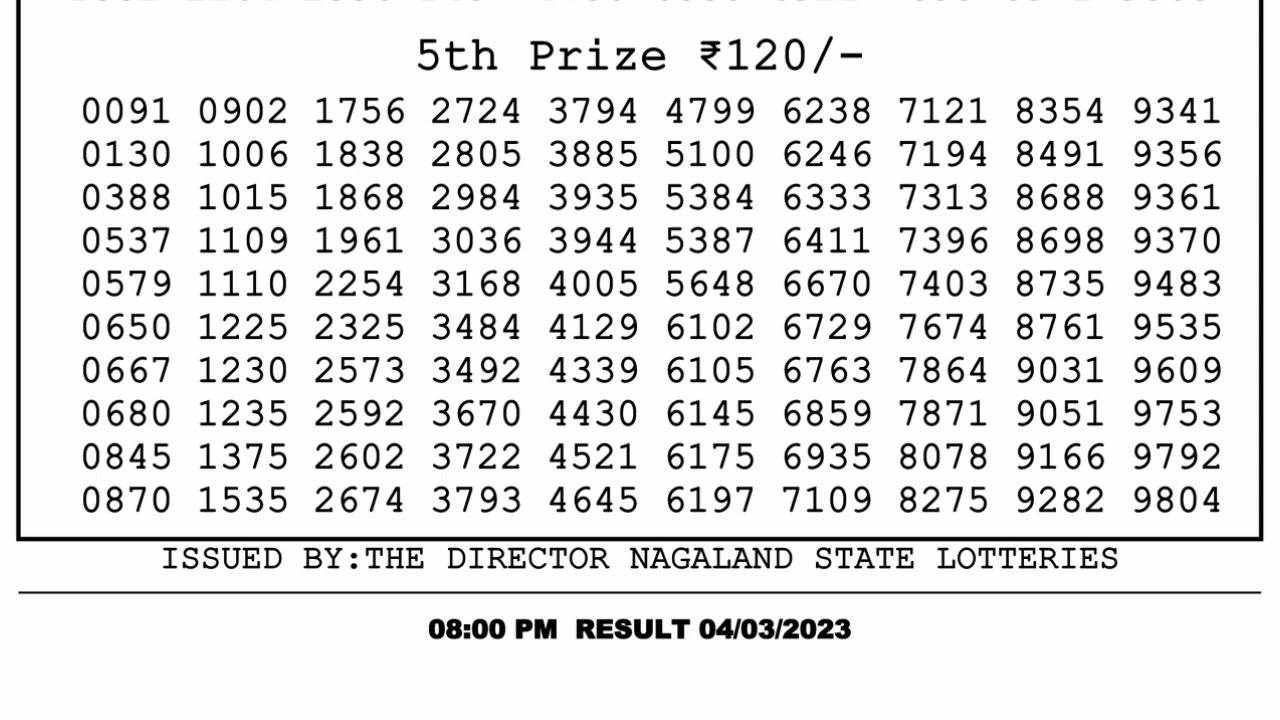 5th Prize ₹120/-
0091 0902 1756 2724 3794 4799 6238 7121 8354 9341
0130 1006 1838 2805 3885 5100 6246 7194 8491 9356
0388 1015 1868 2984 3935 5384 6333 7313 8688 9361
0537 1109 1961 3036 3944 5387 6411 7396 8698 9370
0579 1110 2254 3168 4005 5648 6670 7403 8735 9483
0650 1225 2325 3484 4129 6102 6729 7674 8761 9535
0667 1230 2573 3492 4339 6105 6763 7864 9031 9609
0680 1235 2592 3670 4430 6145 6859 7871 9051 9753
0845 1375 2602 3722 4521 6175 6935 8078 9166 9792
0870 1535 2674 3793 4645 6197 7109 8275 9282 9804
ISSUED BY:THE DIRECTOR NAGALAND STATE LOTTERIES
08:00 PM RESULT 04/03/2023